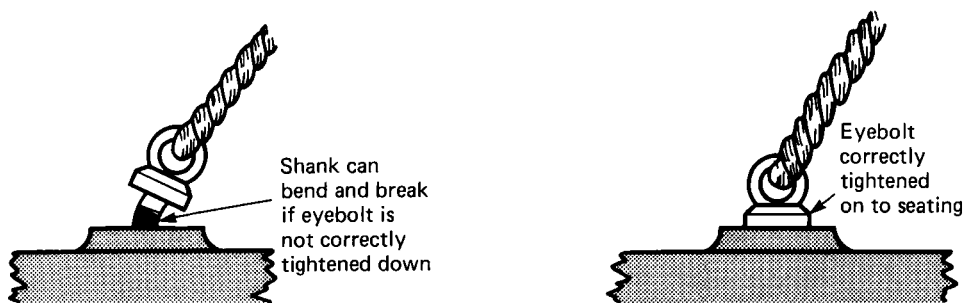 Shank can
bend and break
if eyebolt is
not correctly
tightened down
Eyebolt
correctly
tightened
on to seating